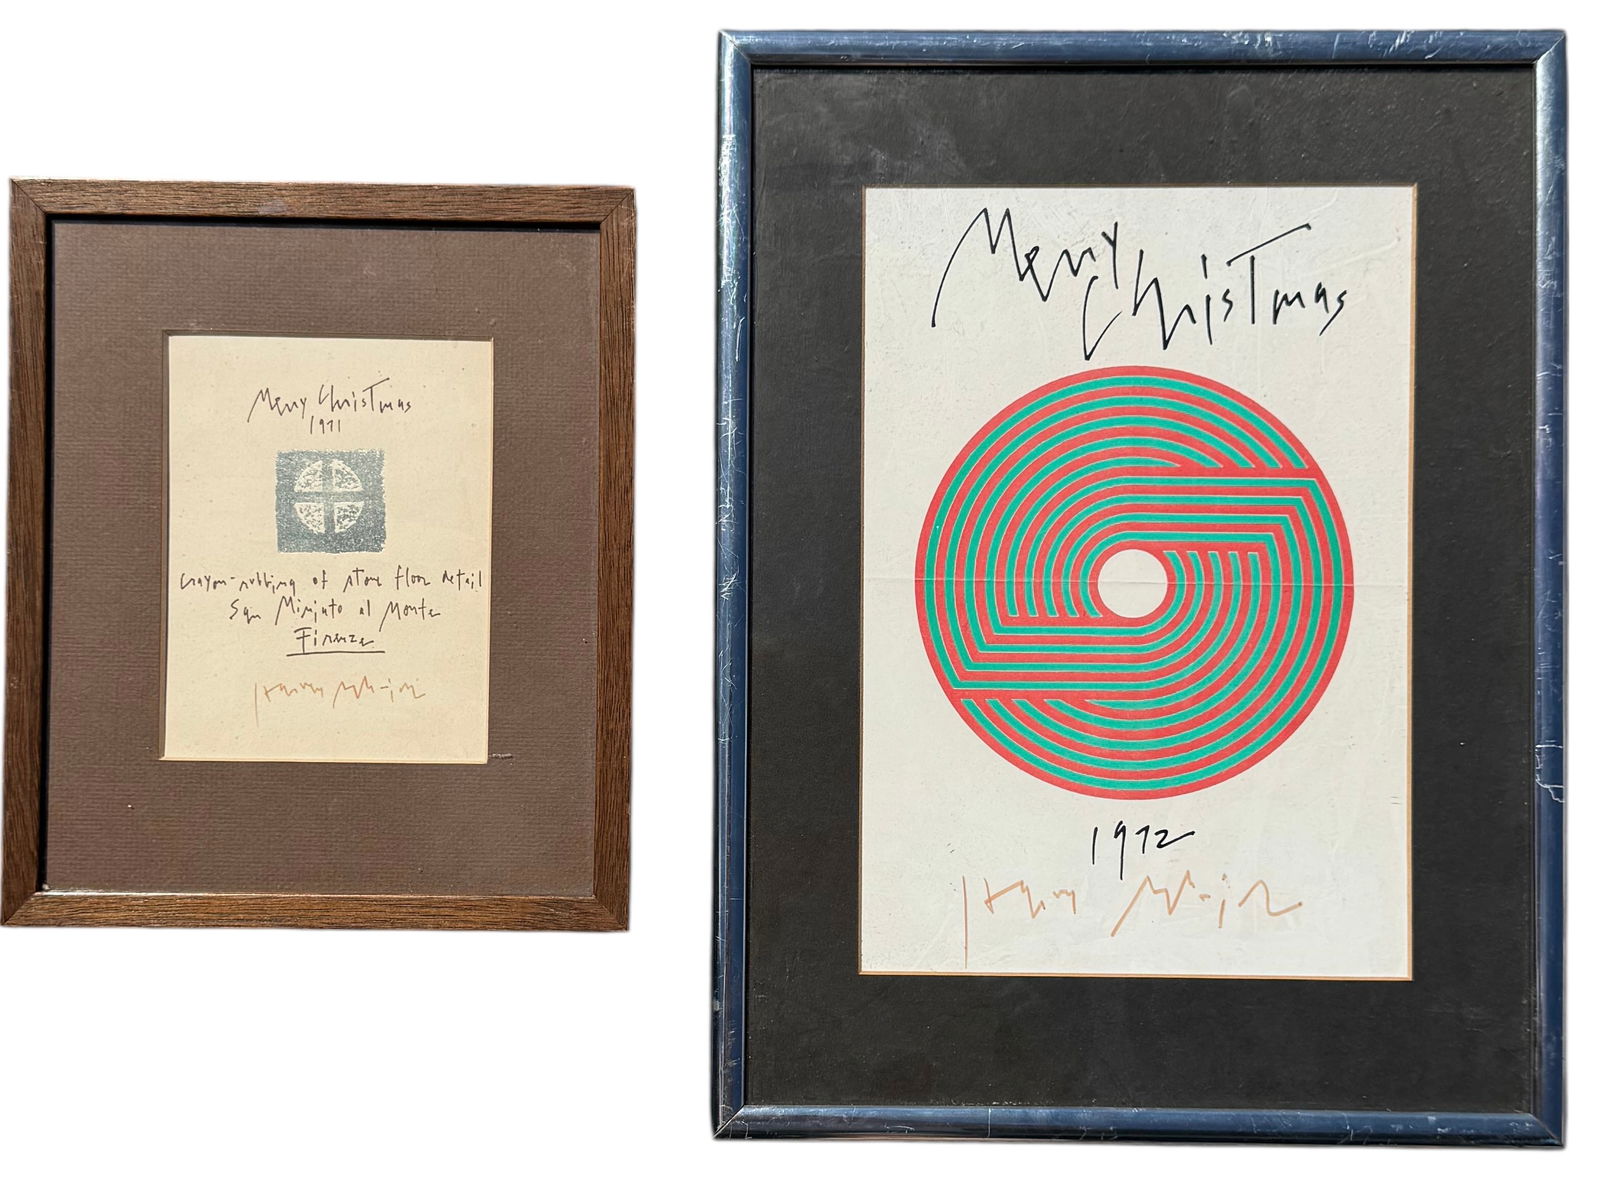 Merry Christmas
1971
crayon-rubbing of stone floor detail
San Miniato al Monte
Firenze
Merry Christmas
1972